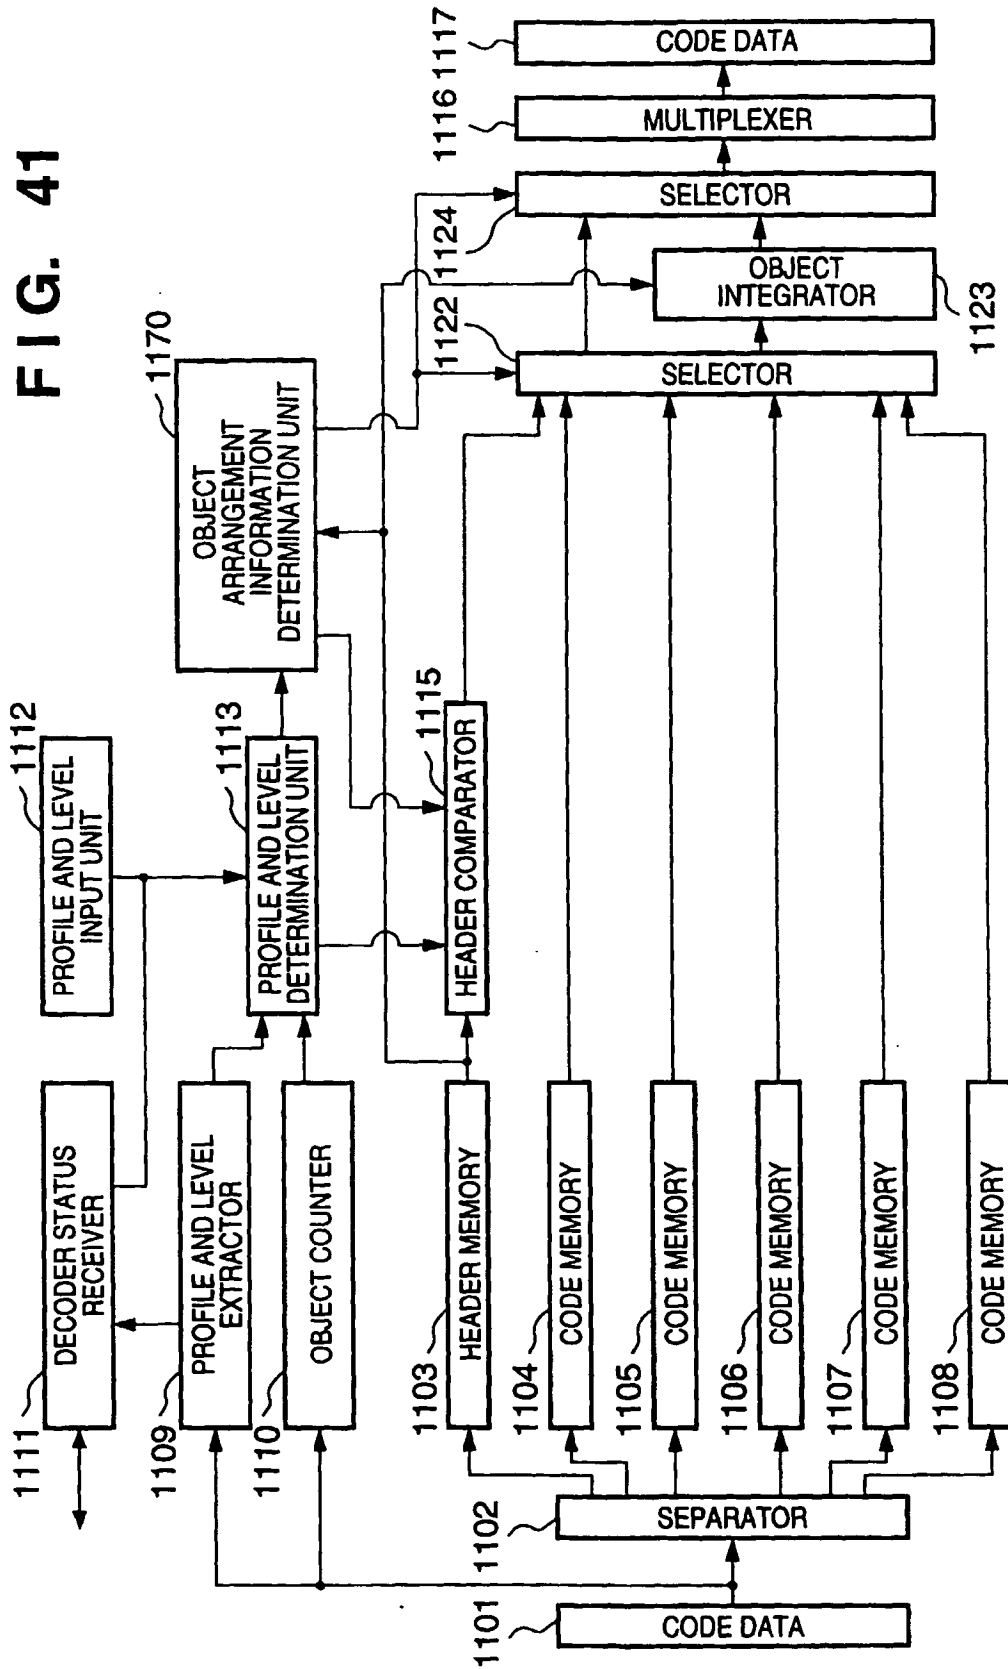 FIG. 41
1111
DECODER STATUS
RECEIVER
1112
PROFILE AND LEVEL
INPUT UNIT
1109
PROFILE AND LEVEL
EXTRACTOR
1113
PROFILE AND LEVEL
DETERMINATION UNIT
1170
OBJECT
ARRANGEMENT
INFORMATION
DETERMINATION UNIT
1110
OBJECT COUNTER
1103
HEADER MEMORY
1115
HEADER COMPARATOR
1104
CODE MEMORY
1105
CODE MEMORY
1106
CODE MEMORY
1107
CODE MEMORY
1108
CODE MEMORY
1101
CODE DATA
1102
SEPARATOR
1122
SELECTOR
1123
OBJECT
INTEGRATOR
1124
SELECTOR
1116
MULTIPLEXER
1117
CODE DATA